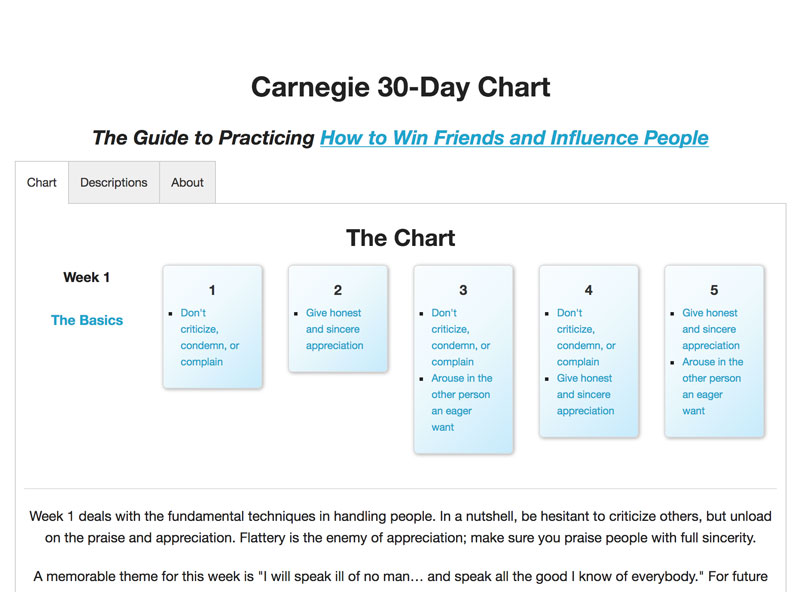 Carnegie 30-Day Chart
The Guide to Practicing How to Win Friends and Influence People
Chart
Descriptions
About
The Chart
Week 1
The Basics
1
Don't
criticize,
condemn, or
complain
2
Give honest
and sincere
appreciation
3
Don't
criticize,
condemn, or
complain
Arouse in the
other person
an eager
want
4
Don't
criticize,
condemn, or
complain
Give honest
and sincere
appreciation
5
Give honest
and sincere
appreciation
Arouse in the
other person
an eager
want
Week 1 deals with the fundamental techniques in handling people. In a nutshell, be hesitant to criticize others, but unload
on the praise and appreciation. Flattery is the enemy of appreciation; make sure you praise people with full sincerity.
A memorable theme for this week is "I will speak ill of no man… and speak all the good I know of everybody." For future